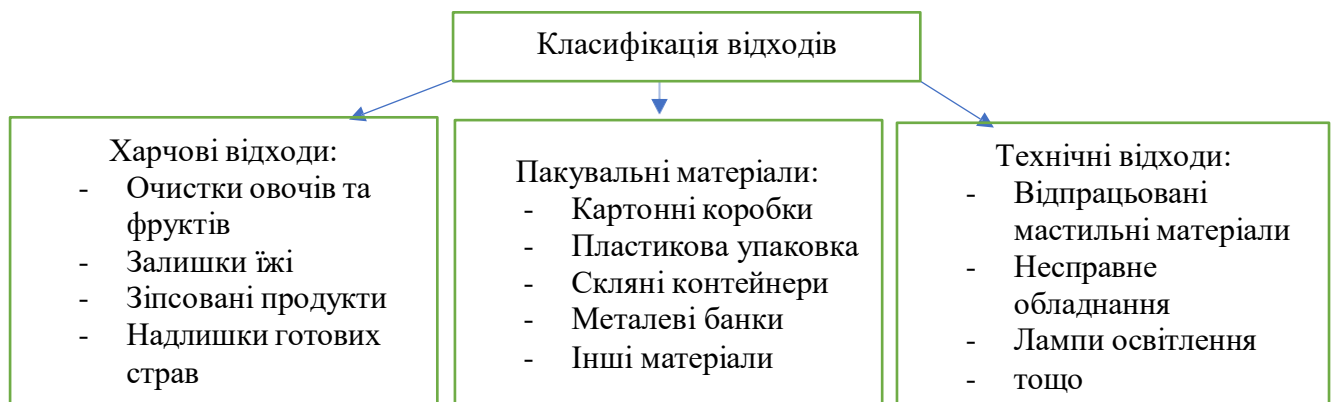 Класифікація відходів
Харчові відходи:
- Очистки овочів та
фруктів
- Залишки їжі
- Зіпсовані продукти
- Надлишки готових
страв
Пакувальні матеріали:
- Картонні коробки
- Пластикова упаковка
- Скляні контейнери
- Металеві банки
- Інші матеріали
Технічні відходи:
- Відпрацьовані
мастильні матеріали
- Несправне
обладнання
- Лампи освітлення
- тощо